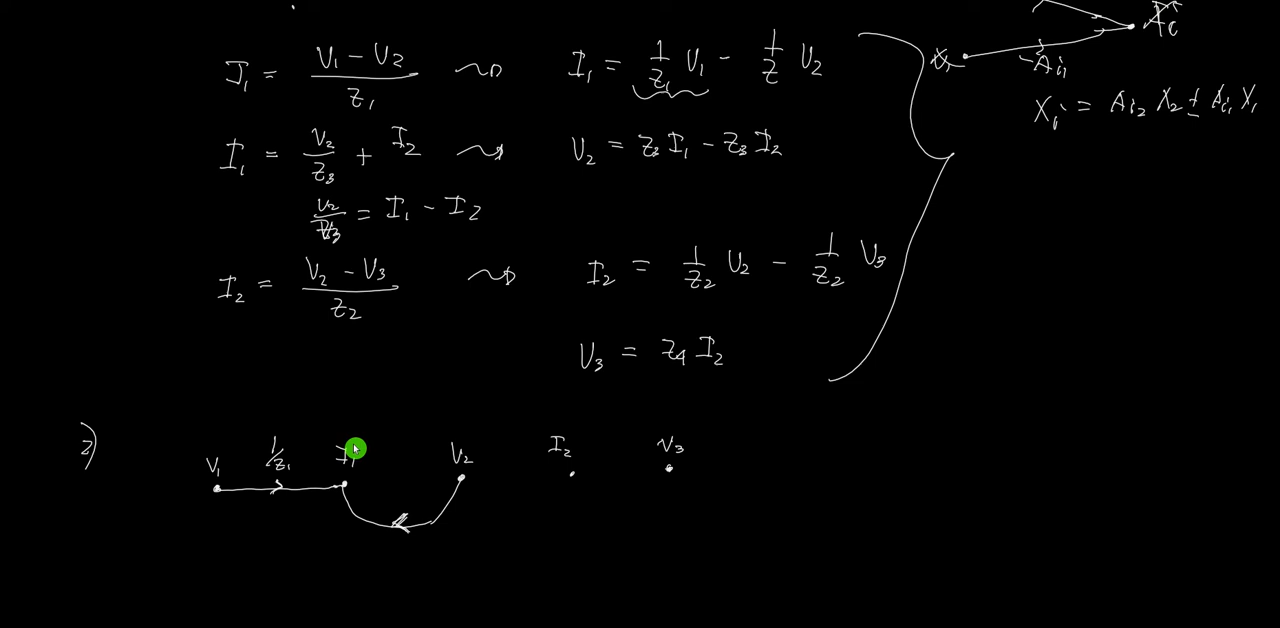 I₁ = (V₁ − V₂)/Z₁ ⇝ I₁ = 1/Z₁ V₁ − 1/Z V₂
I₁ = V₂/Z₃ + I₂ ⇝ V₂ = Z₃ I₁ − Z₃ I₂
V₂/Z₃ = I₁ − I₂
I₂ = (V₂ − V₃)/Z₂ ⇝ I₂ = 1/Z₂ V₂ − 1/Z₂ V₃
V₃ = Z₄ I₂
−Aᵢ₁
Xᵢ = Aᵢ₂ X₂ ± Aᵢ₁ X₁
2)
V₁ 1/Z₁ I₁ V₂ I₂ V₃